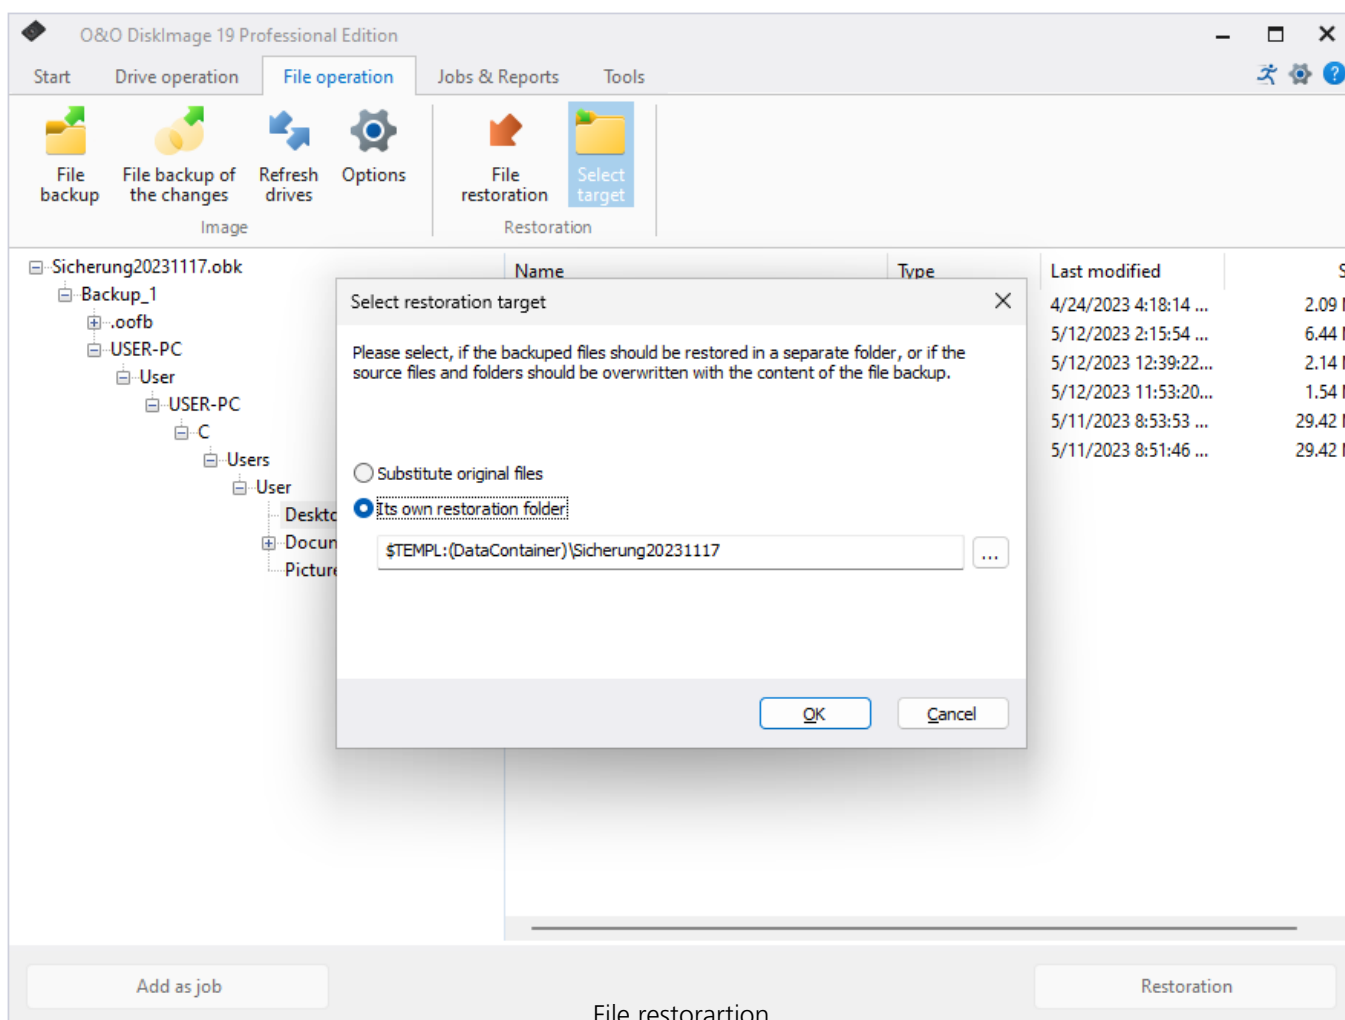 O&O DiskImage 19 Professional Edition
Start Drive operation File operation Jobs & Reports Tools
File backup
File backup of the changes
Refresh drives
Options
File restoration
Select target
Image
Restoration
Sicherung20231117.obk
Backup_1
.oofb
USER-PC
User
USER-PC
C
Users
User
Docun
Picture
Name Type Last modified S
4/24/2023 4:18:14 ... 2.09
5/12/2023 2:15:54 ... 6.44
5/12/2023 12:39:22... 2.14
5/12/2023 11:53:20... 1.54
5/11/2023 8:53:53 ... 29.42
5/11/2023 8:51:46 ... 29.42
Select restoration target
Please select, if the backuped files should be restored in a separate folder, or if the
source files and folders should be overwritten with the content of the file backup.
Substitute original files
Its own restoration folder
$TEMPL:(DataContainer)\Sicherung20231117
...
OK Cancel
Add as job Restoration
File restorartion